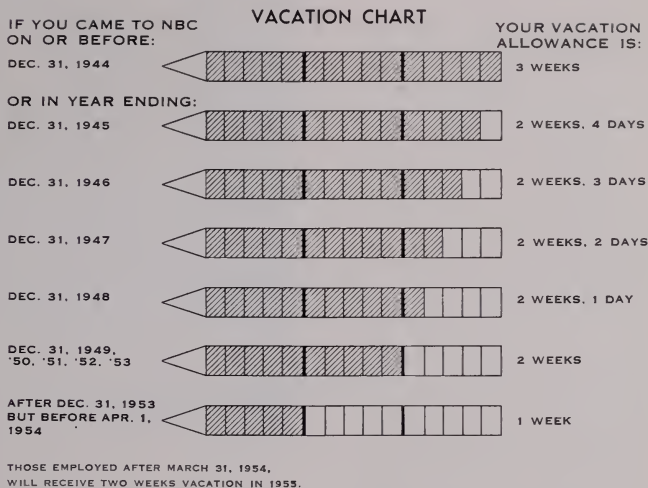 VACATION CHART
IF YOU CAME TO NBC
ON OR BEFORE:
YOUR VACATION
ALLOWANCE IS:
DEC. 31, 1944
3 WEEKS
OR IN YEAR ENDING:
DEC. 31, 1945
2 WEEKS, 4 DAYS
DEC. 31, 1946
2 WEEKS, 3 DAYS
DEC. 31, 1947
2 WEEKS, 2 DAYS
DEC. 31, 1948
2 WEEKS, 1 DAY
DEC. 31, 1949,
'50, '51, '52, '53
2 WEEKS
AFTER DEC. 31, 1953
BUT BEFORE APR. 1,
1954
1 WEEK
THOSE EMPLOYED AFTER MARCH 31, 1954,
WILL RECEIVE TWO WEEKS VACATION IN 1955.